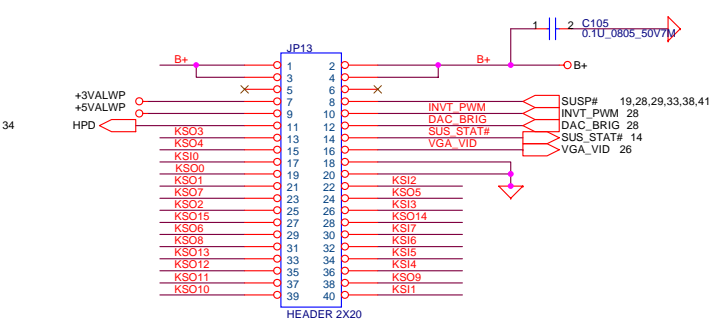 1 2 C105
0.1U_0805_50V7M
JP13
B+ 1 2 B+ B+
3 4
5 6
+3VALWP 7 8 SUSP# 19,28,29,33,38,41
+5VALWP 9 10 INVT_PWM INVT_PWM 28
34 HPD 11 12 DAC_BRIG DAC_BRIG 28
KSO3 13 14 SUS_STAT# SUS_STAT# 14
KSO4 15 16 VGA_VID VGA_VID 26
KSI0 17 18
KSO0 19 20
KSO1 21 22 KSI2
KSO7 23 24 KSO5
KSO2 25 26 KSI3
KSO15 27 28 KSO14
KSO6 29 30 KSI7
KSO8 31 32 KSI6
KSO13 33 34 KSI5
KSO12 35 36 KSI4
KSO11 37 38 KSO9
KSO10 39 40 KSI1
HEADER 2X20